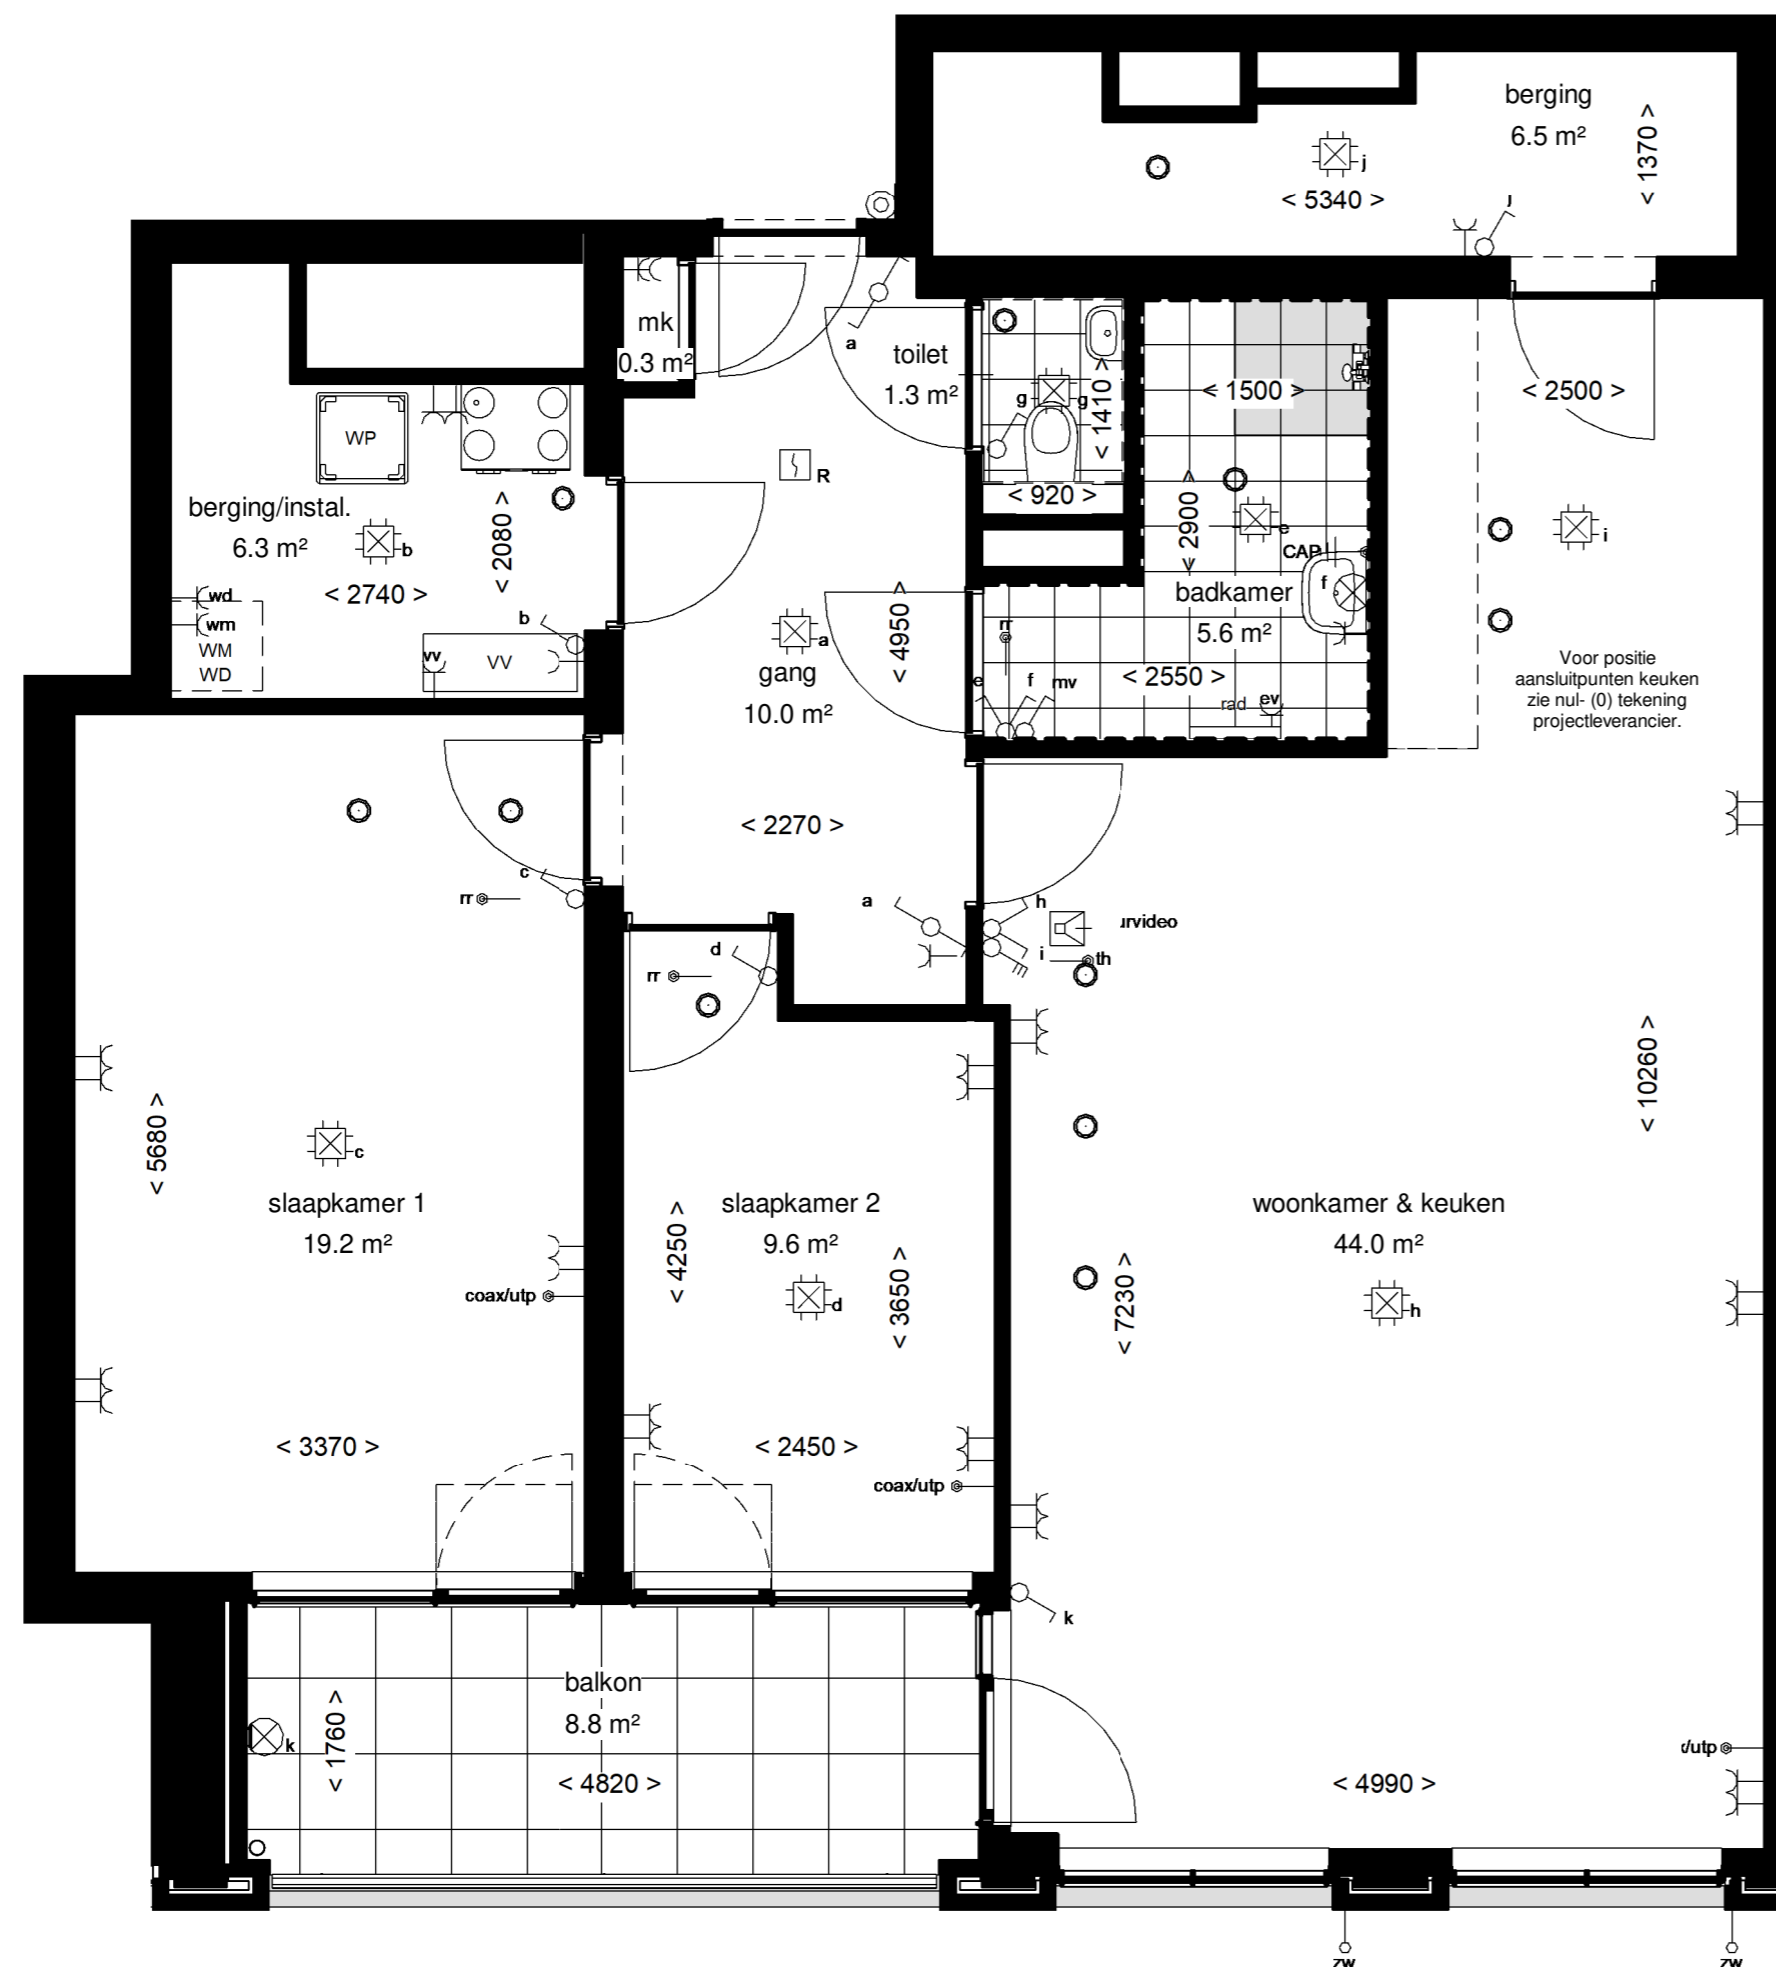 berging
6.5 m²
< 1370 >
j
< 5340 >
J
mk
0.3 m²
a
toilet
1.3 m²
g
g
< 1410 >
< 920 >
< 1500 >
< 2500 >
WP
R
berging/instal.
6.3 m²
b
< 2080 >
< 2740 >
wd
wm
WM
WD
b
vv
VV
< 2900 >
e
CAP
f
i
badkamer
5.6 m²
< 2550 >
rr
e
f
mv
rad
ev
a
< 4950 >
gang
10.0 m²
Voor positie
aansluitpunten keuken
zie nul- (0) tekening
projectleverancier.
< 2270 >
c
rr
a
h
urvideo
i
th
d
rr
< 10260 >
< 5680 >
c
slaapkamer 1
19.2 m²
slaapkamer 2
9.6 m²
woonkamer & keuken
44.0 m²
< 4250 >
< 3650 >
< 7230 >
d
h
coax/utp
< 3370 >
< 2450 >
coax/utp
k
balkon
8.8 m²
k
< 1760 >
< 4820 >
< 4990 >
/utp
zw
zw